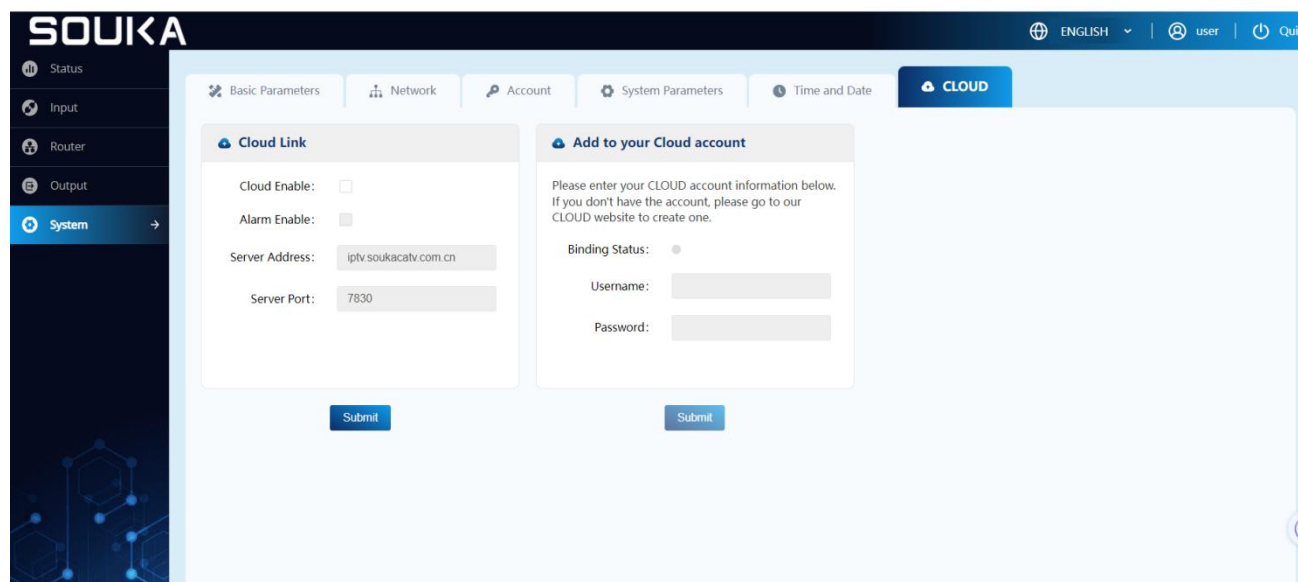 SOUKA
ENGLISH
user
Qui
Status
Input
Router
Output
System
Basic Parameters
Network
Account
System Parameters
Time and Date
CLOUD
Cloud Link
Cloud Enable:
Alarm Enable:
Server Address: iptv.soukacatv.com.cn
Server Port: 7830
Submit
Add to your Cloud account
Please enter your CLOUD account information below.
If you don't have the account, please go to our
CLOUD website to create one.
Binding Status:
Username:
Password:
Submit